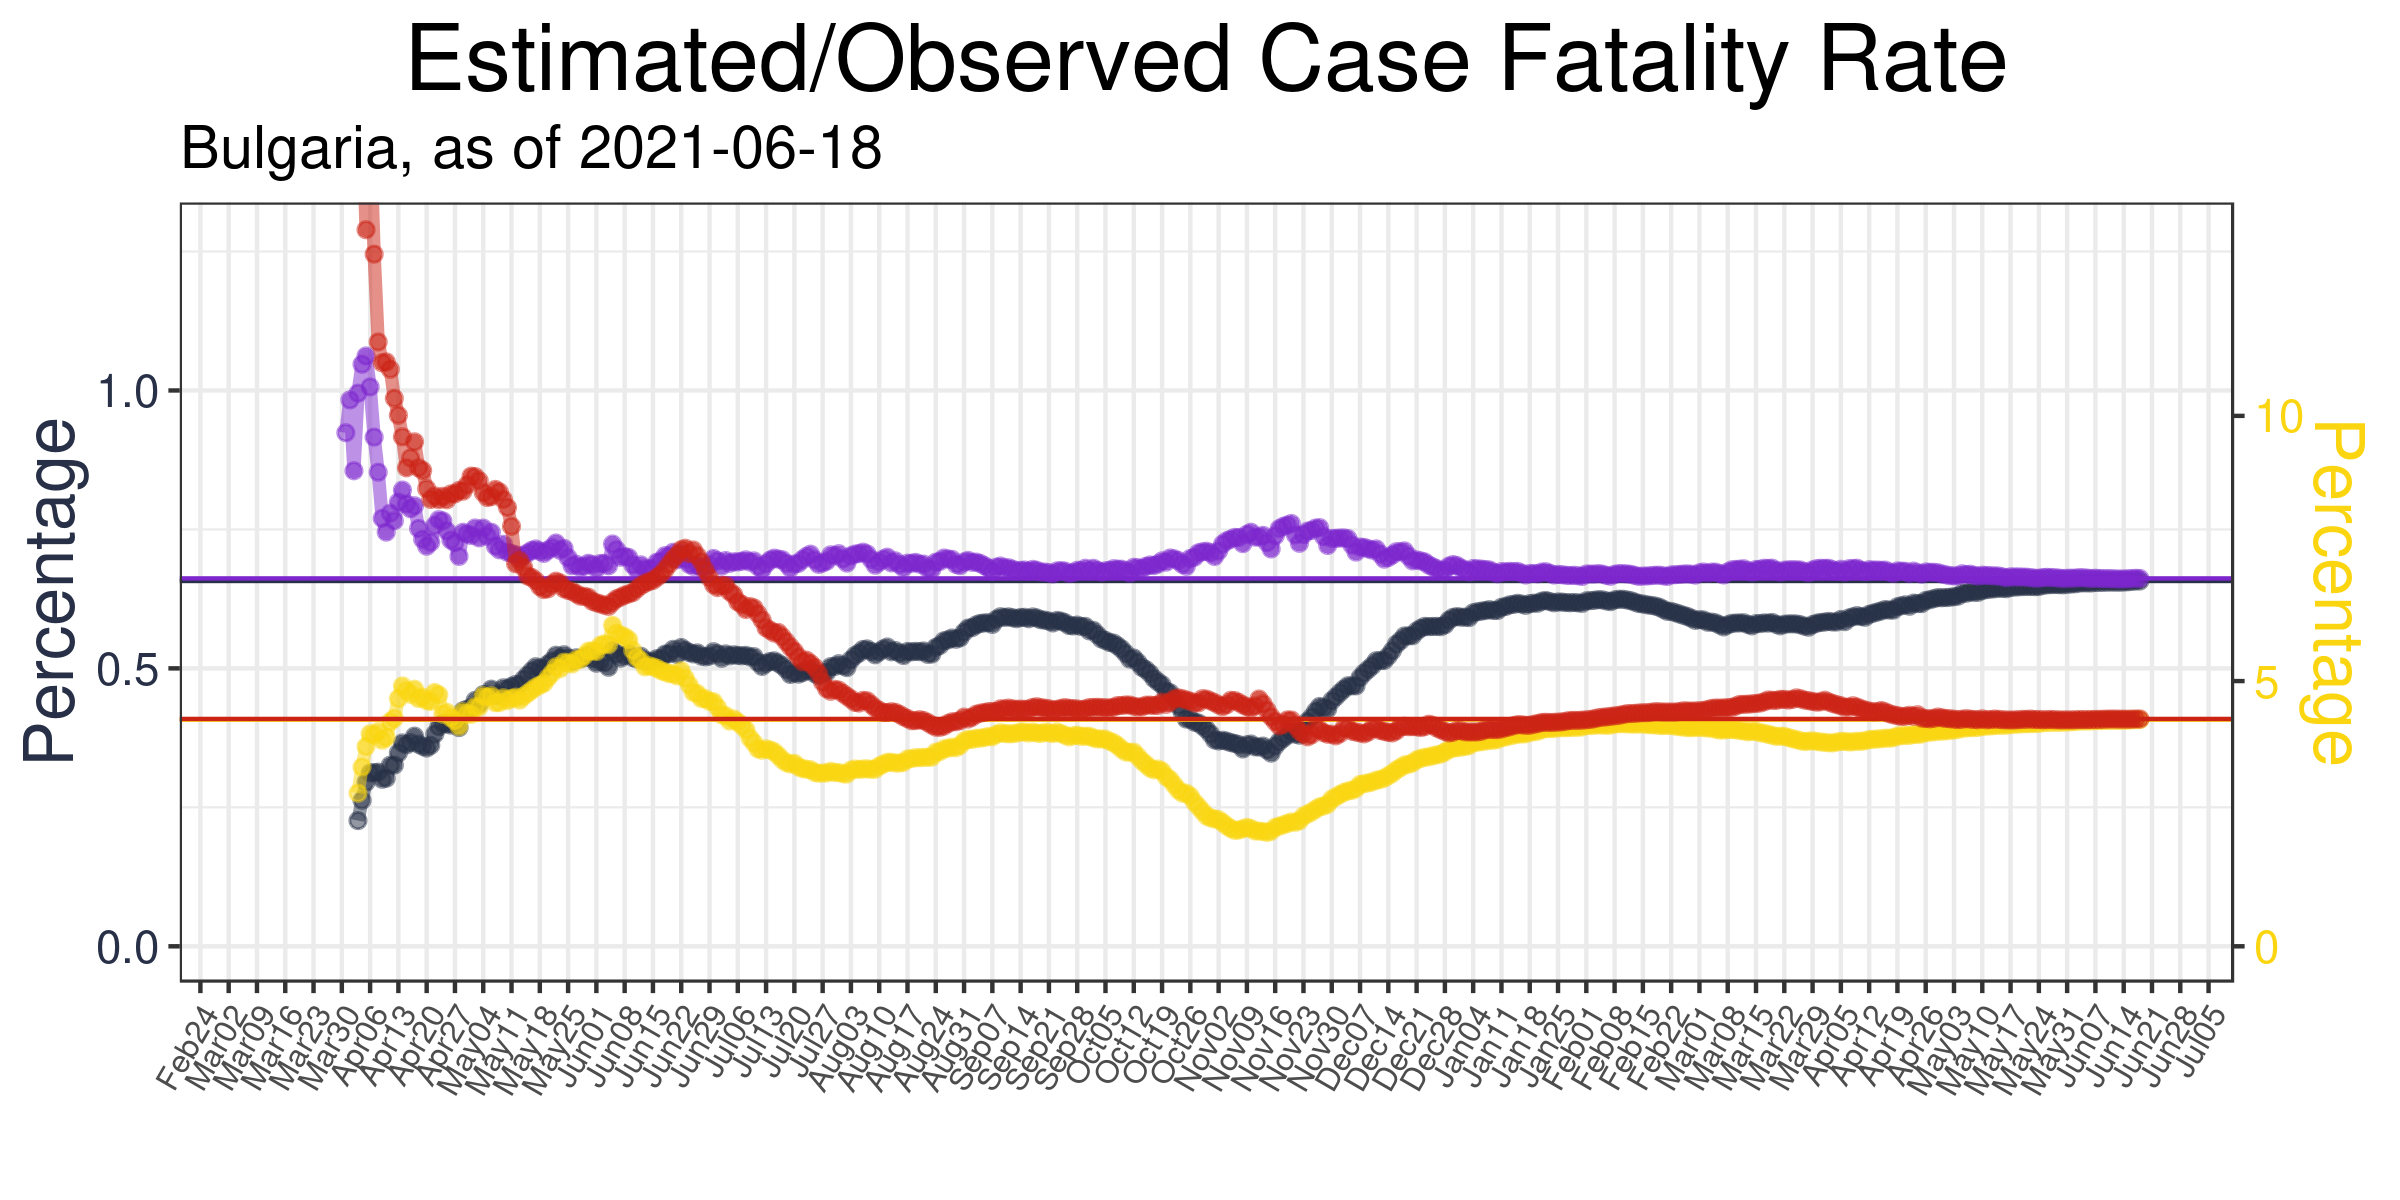 Estimated/Observed Case Fatality Rate
Bulgaria, as of 2021-06-18
Percentage
1.0
0.5
0.0
10
5
0
Percentage
Feb24
Mar02
Mar09
Mar16
Mar23
Mar30
Apr06
Apr13
Apr20
Apr27
May04
May11
May18
May25
Jun01
Jun08
Jun15
Jun22
Jun29
Jul06
Jul13
Jul20
Jul27
Aug03
Aug10
Aug17
Aug24
Aug31
Sep07
Sep14
Sep21
Sep28
Oct05
Oct12
Oct19
Oct26
Nov02
Nov09
Nov16
Nov23
Nov30
Dec07
Dec14
Dec21
Dec28
Jan04
Jan11
Jan18
Jan25
Feb01
Feb08
Feb15
Feb22
Mar01
Mar08
Mar15
Mar22
Mar29
Apr05
Apr12
Apr19
Apr26
May03
May10
May17
May24
May31
Jun07
Jun14
Jun21
Jun28
Jul05